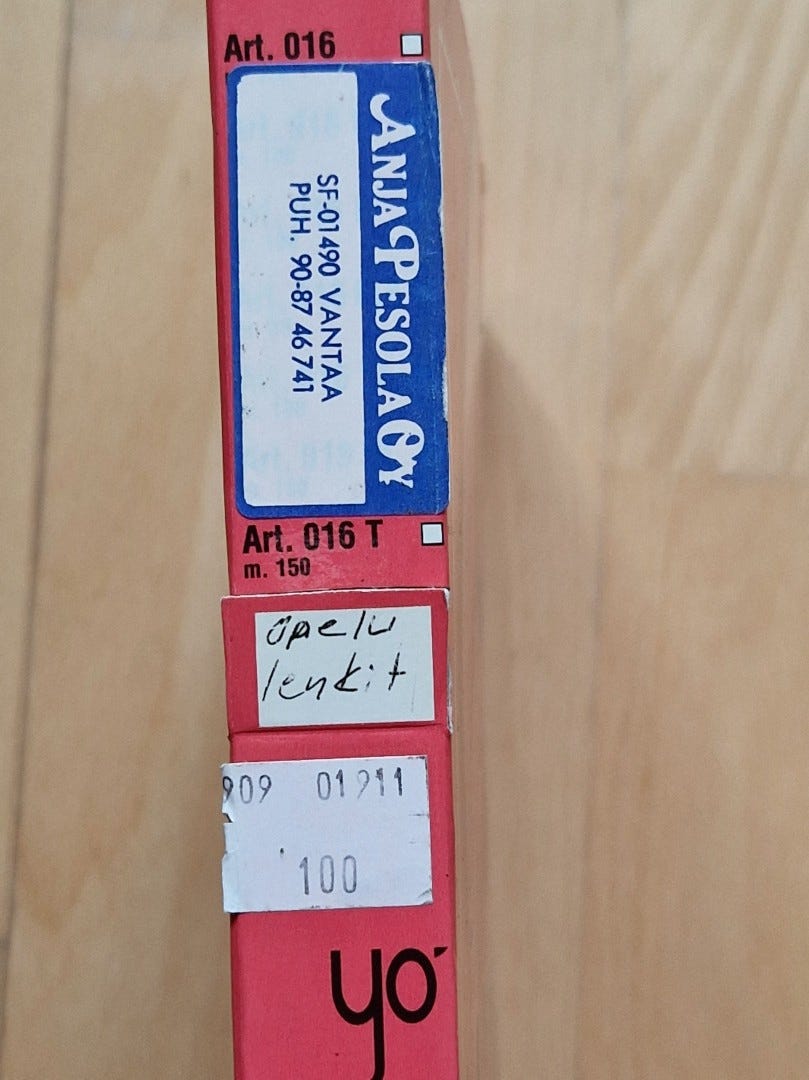 Art. 016
ANJA PESOLA OY
SF-01490 VANTAA
PUH. 90-87 46 741
Art. 016 T
m. 150
opelu
lenkit
909 01911
100
yo